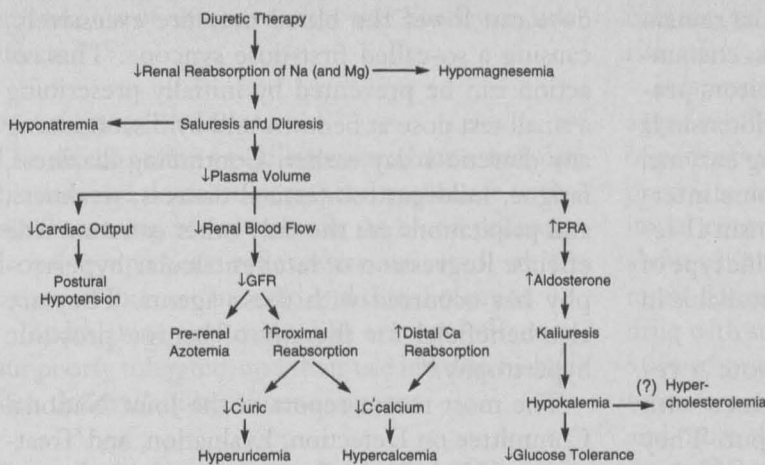 Diuretic Therapy
↓Renal Reabsorption of Na (and Mg) Hypomagnesemia
Hyponatremia Saluresis and Diuresis
↓Plasma Volume
↓Cardiac Output ↓Renal Blood Flow ↑PRA
Postural
Hypotension
↓GFR
↑Aldosterone
Pre-renal
Azotemia
↑Proximal
Reabsorption
↑Distal Ca
Reabsorption
Kaliuresis
↓C uric ↓C calcium
Hypokalemia (?) Hyper-
cholesterolemia
Hyperuricemia Hypercalcemia ↓Glucose Tolerance